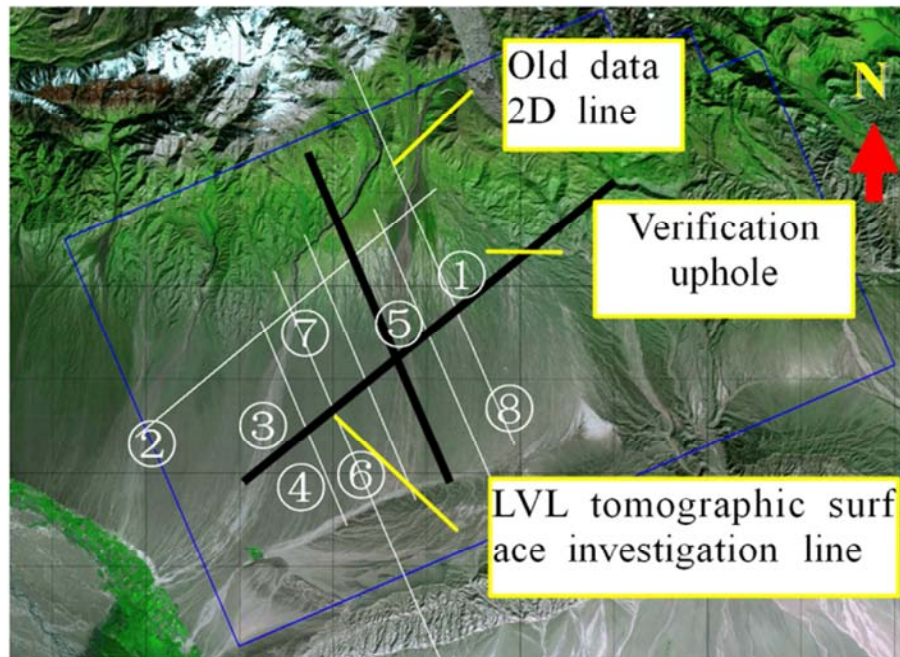 Old data
2D line
N
Verification
uphole
①
⑤
⑦
⑧
③
②
⑥
④
LVL tomographic surf
ace investigation line